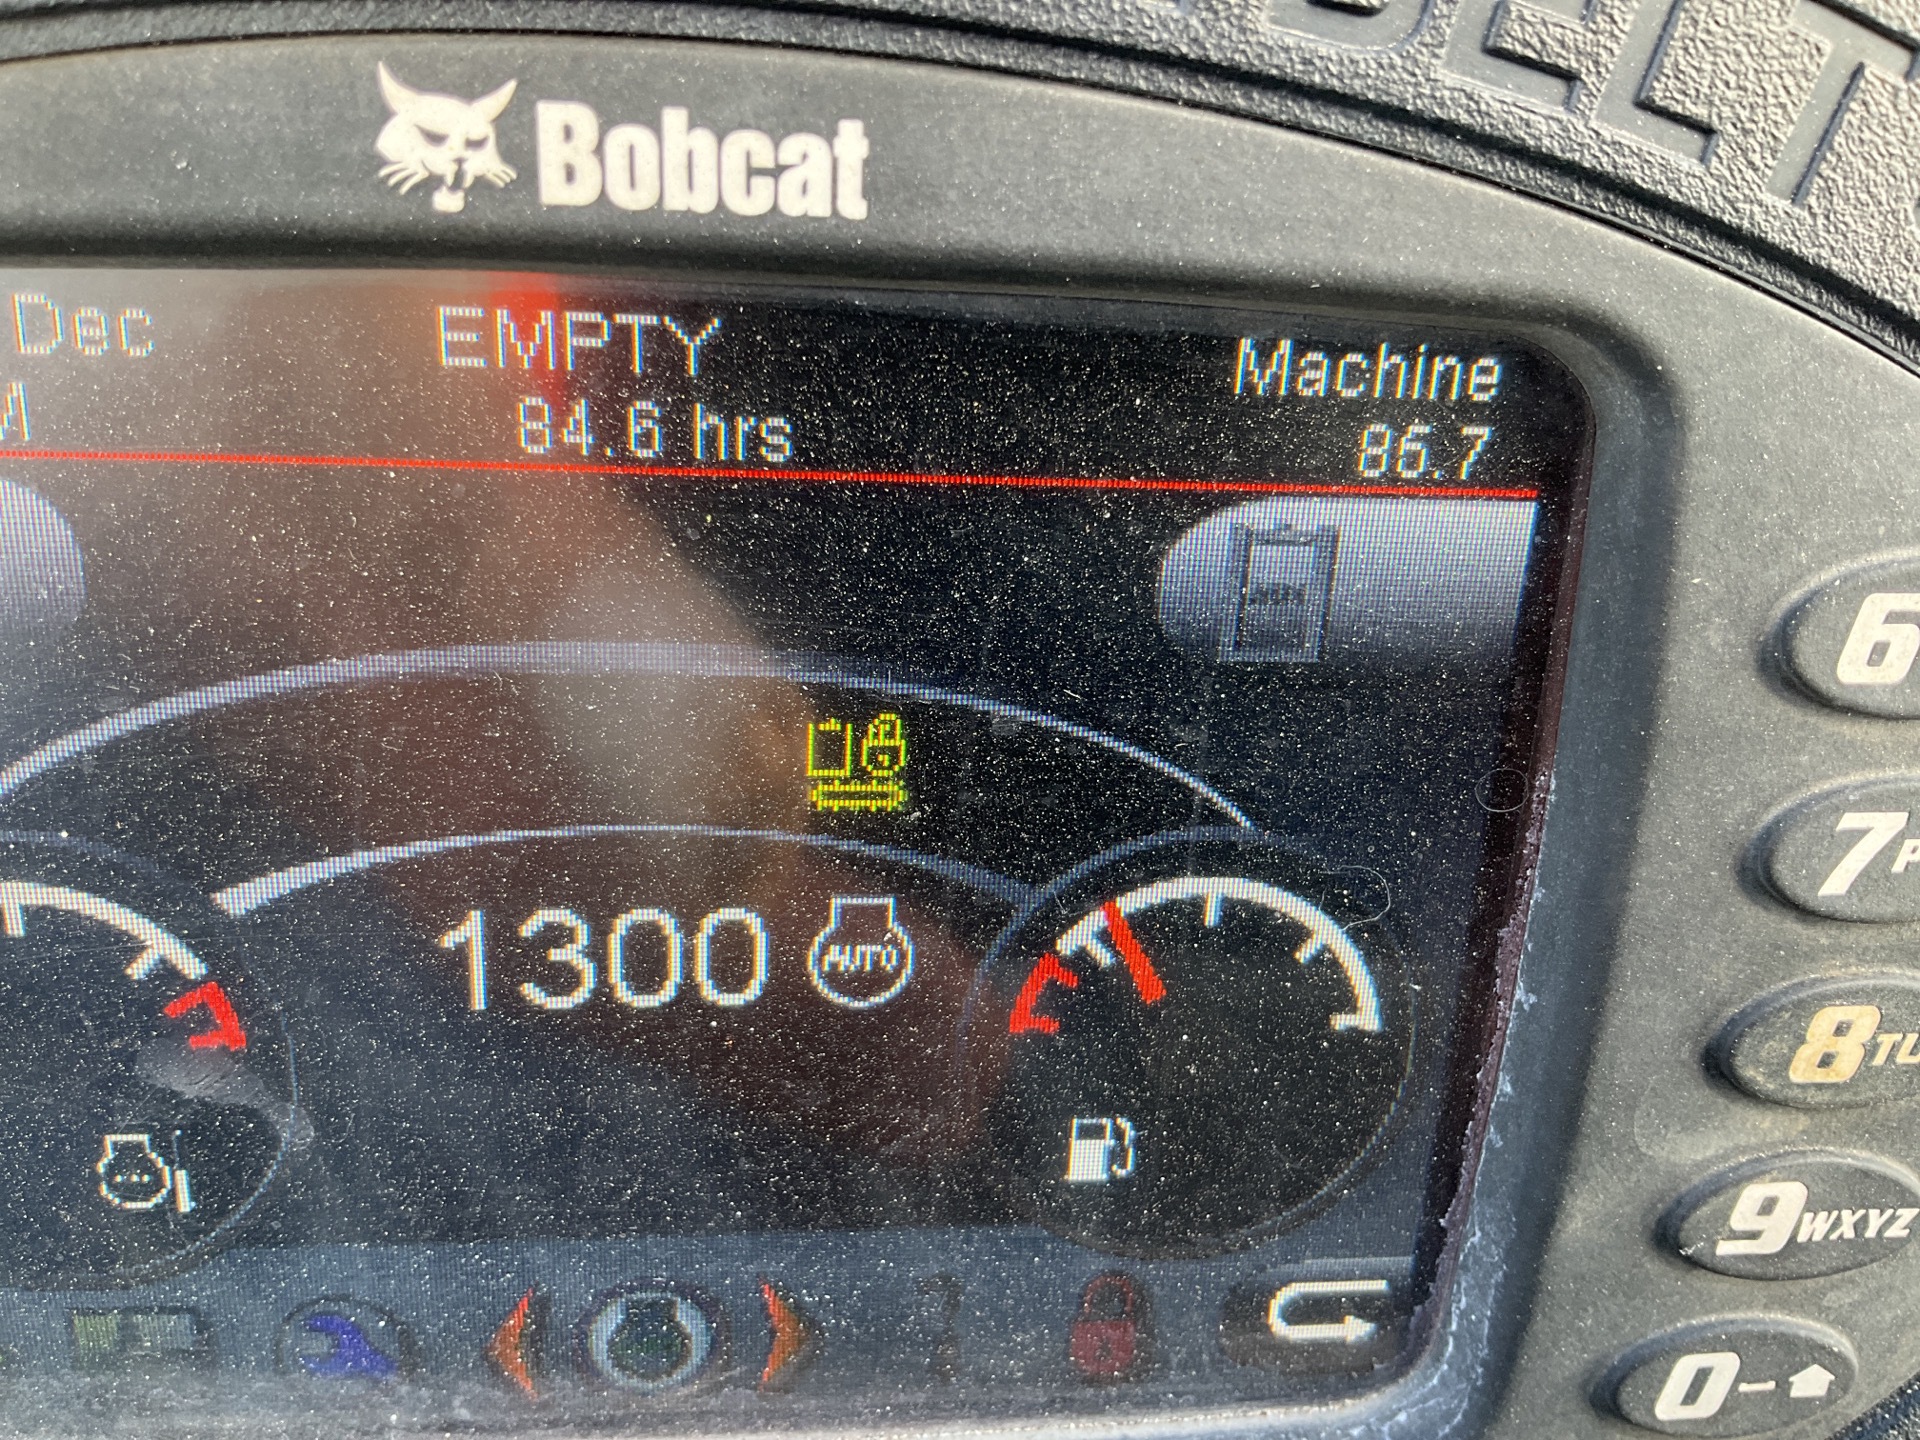 Bobcat
Dec
EMPTY
Machine
84.6 hrs
86.7
6
7
1300
AUTO
8
9WXYZ
0